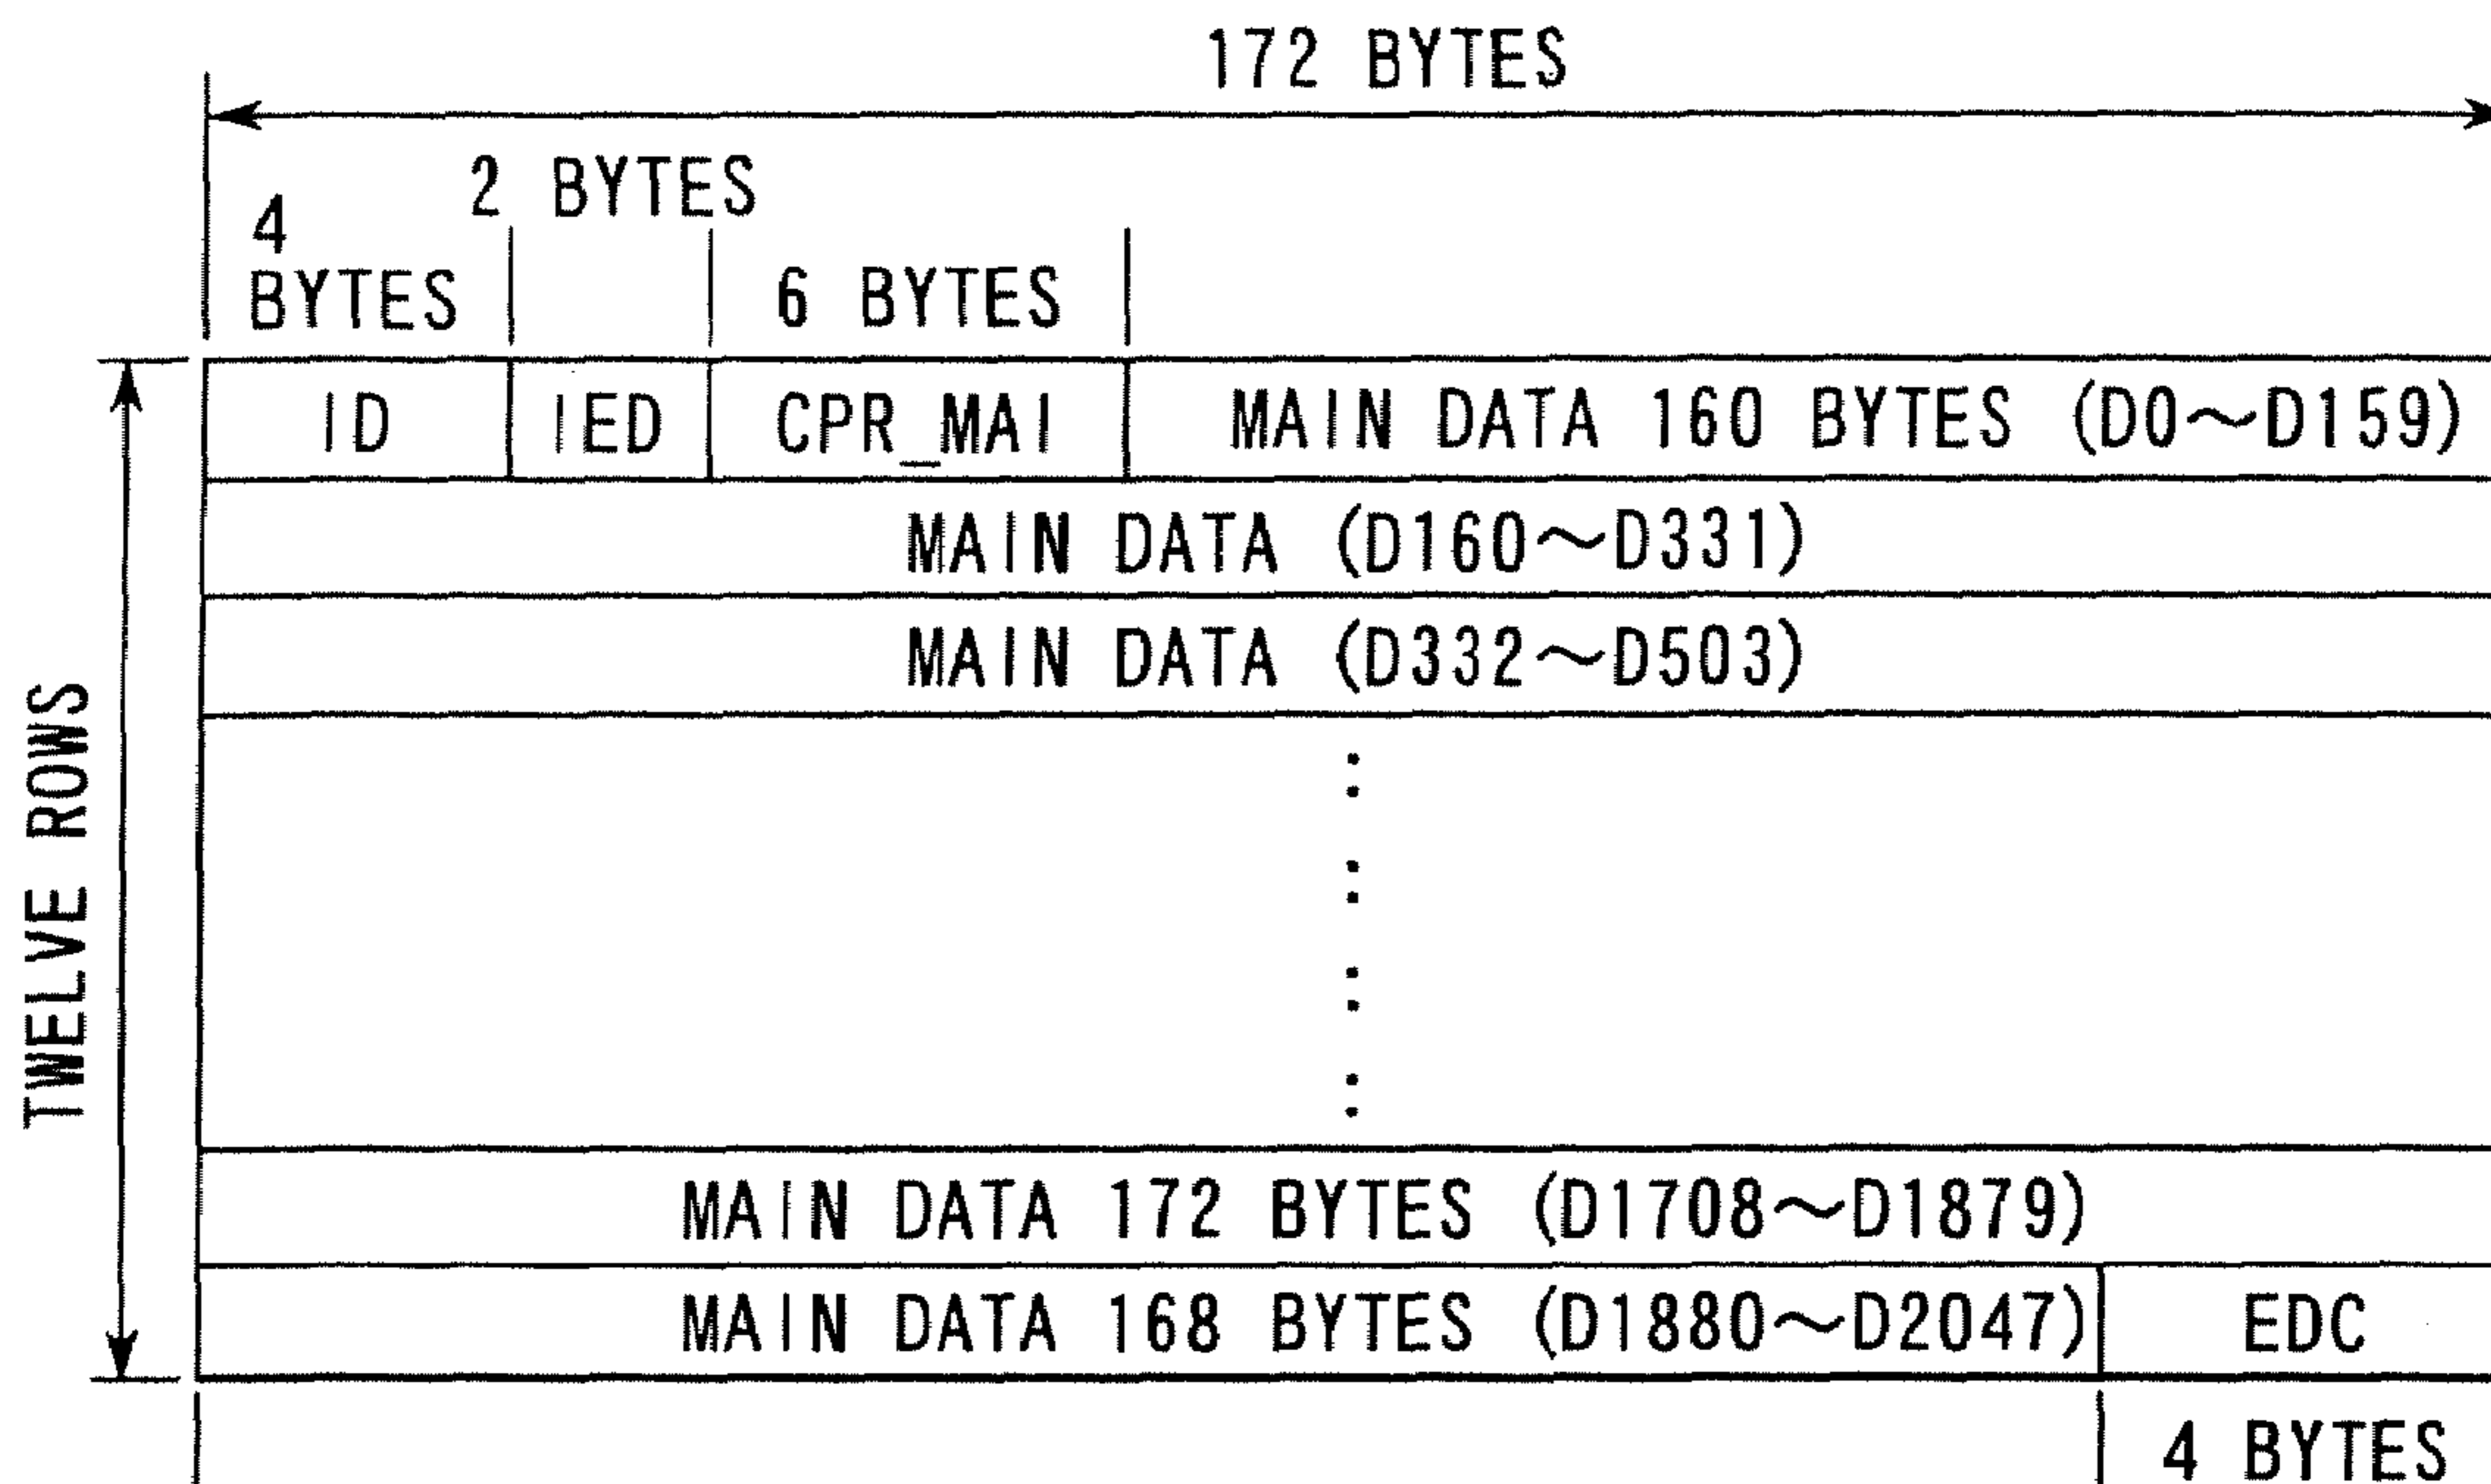 172 BYTES
2 BYTES
4
BYTES
6 BYTES
ID IED CPR_MAI MAIN DATA 160 BYTES (D0~D159)
MAIN DATA (D160~D331)
MAIN DATA (D332~D503)
TWELVE ROWS
MAIN DATA 172 BYTES (D1708~D1879)
MAIN DATA 168 BYTES (D1880~D2047) EDC
4 BYTES